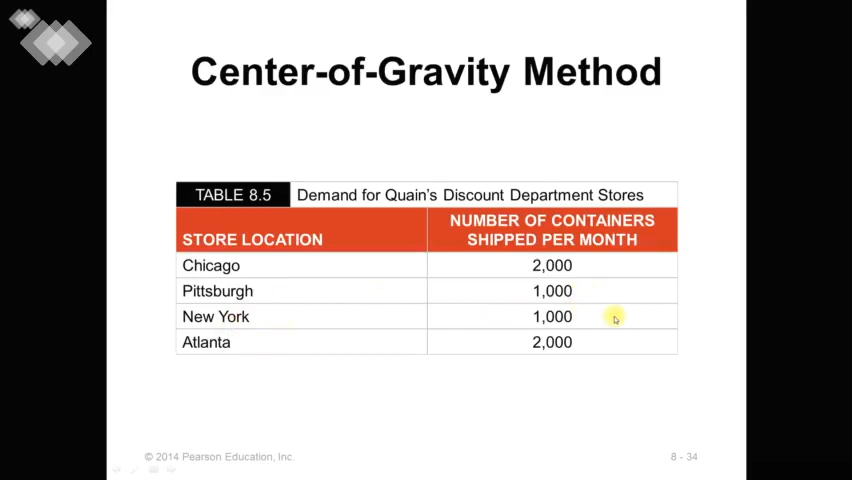 Center-of-Gravity Method
TABLE 8.5 Demand for Quain's Discount Department Stores
STORE LOCATION NUMBER OF CONTAINERS
SHIPPED PER MONTH
Chicago 2,000
Pittsburgh 1,000
New York 1,000
Atlanta 2,000
© 2014 Pearson Education, Inc. 8 - 34